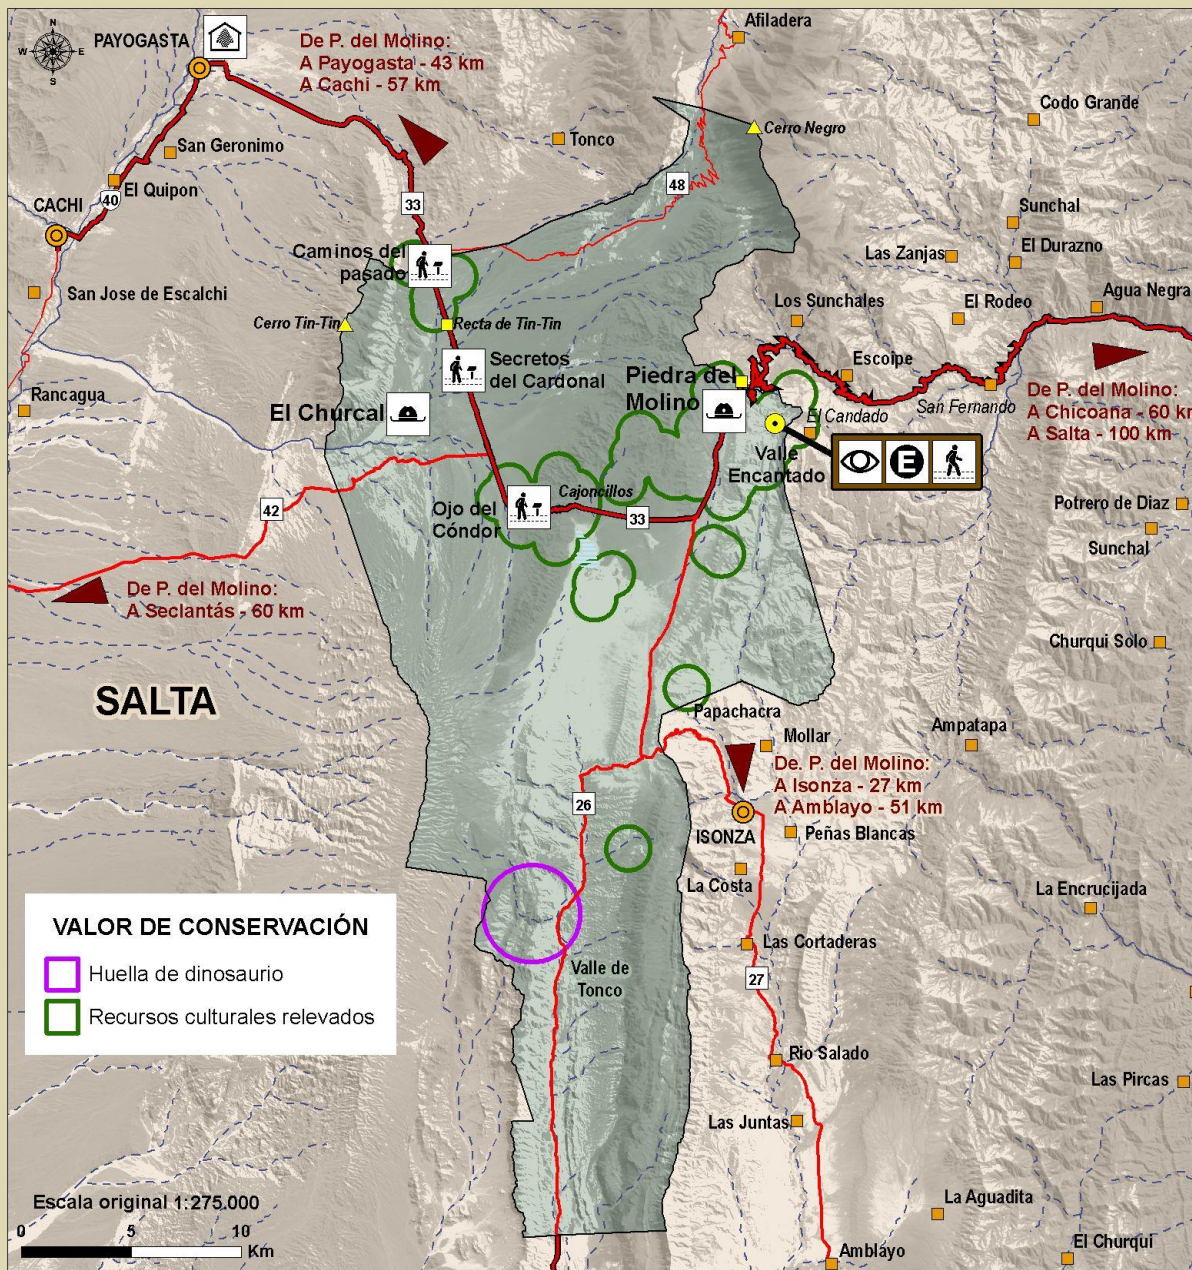 N
W
E
S
PAYOGASTA
De P. del Molino:
A Payogasta - 43 km
A Cachi - 57 km
Afiladera
Codo Grande
Cerro Negro
Tonco
San Geronimo
El Quipon
40
CACHI
33
48
Sunchal
El Durazno
Las Zanjas
Caminos del
pasado
San Jose de Escalchi
Cerro Tin-Tin
Recta de Tin-Tin
Los Sunchales
El Rodeo
Agua Negra
Secretos
del Cardonal
Escoipe
Piedra del
Molino
San Fernando
De P. del Molino:
A Chicoana - 60 km
A Salta - 100 km
Rancagua
El Churcal
El Candado
Valle
Encantado
E
Cajoncillos
Ojo del
Cóndor
33
42
Potrero de Diaz
Sunchal
De P. del Molino:
A Seclantás - 60 km
Churqui Solo
SALTA
Papachacra
Mollar
Ampatapa
De. P. del Molino:
A Isonza - 27 km
A Amblayo - 51 km
26
ISONZA
Peñas Blancas
La Costa
La Encrucijada
VALOR DE CONSERVACIÓN
Huella de dinosaurio
Recursos culturales relevados
Las Cortaderas
Valle de
Tonco
27
Rio Salado
Las Pircas
Las Juntas
La Aguadita
Escala original 1:275.000
0 5 10
Km
Amblayo
El Churqui